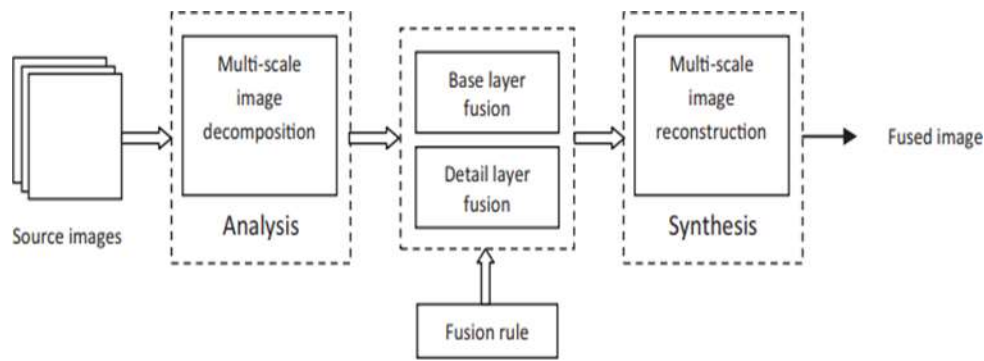 Source images
Multi-scale
image
decomposition
Analysis
Base layer
fusion
Detail layer
fusion
Fusion rule
Multi-scale
image
reconstruction
Synthesis
Fused image